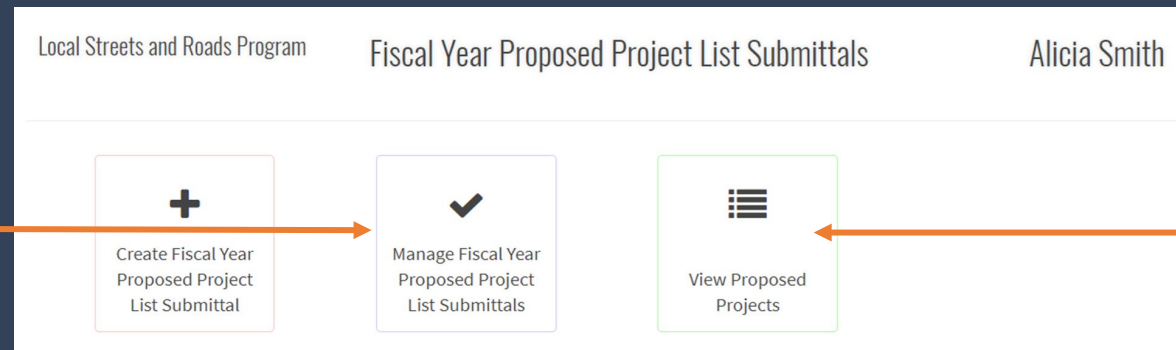 Local Streets and Roads Program
Fiscal Year Proposed Project List Submittals
Alicia Smith
Create Fiscal Year
Proposed Project
List Submittal
Manage Fiscal Year
Proposed Project
List Submittals
View Proposed
Projects